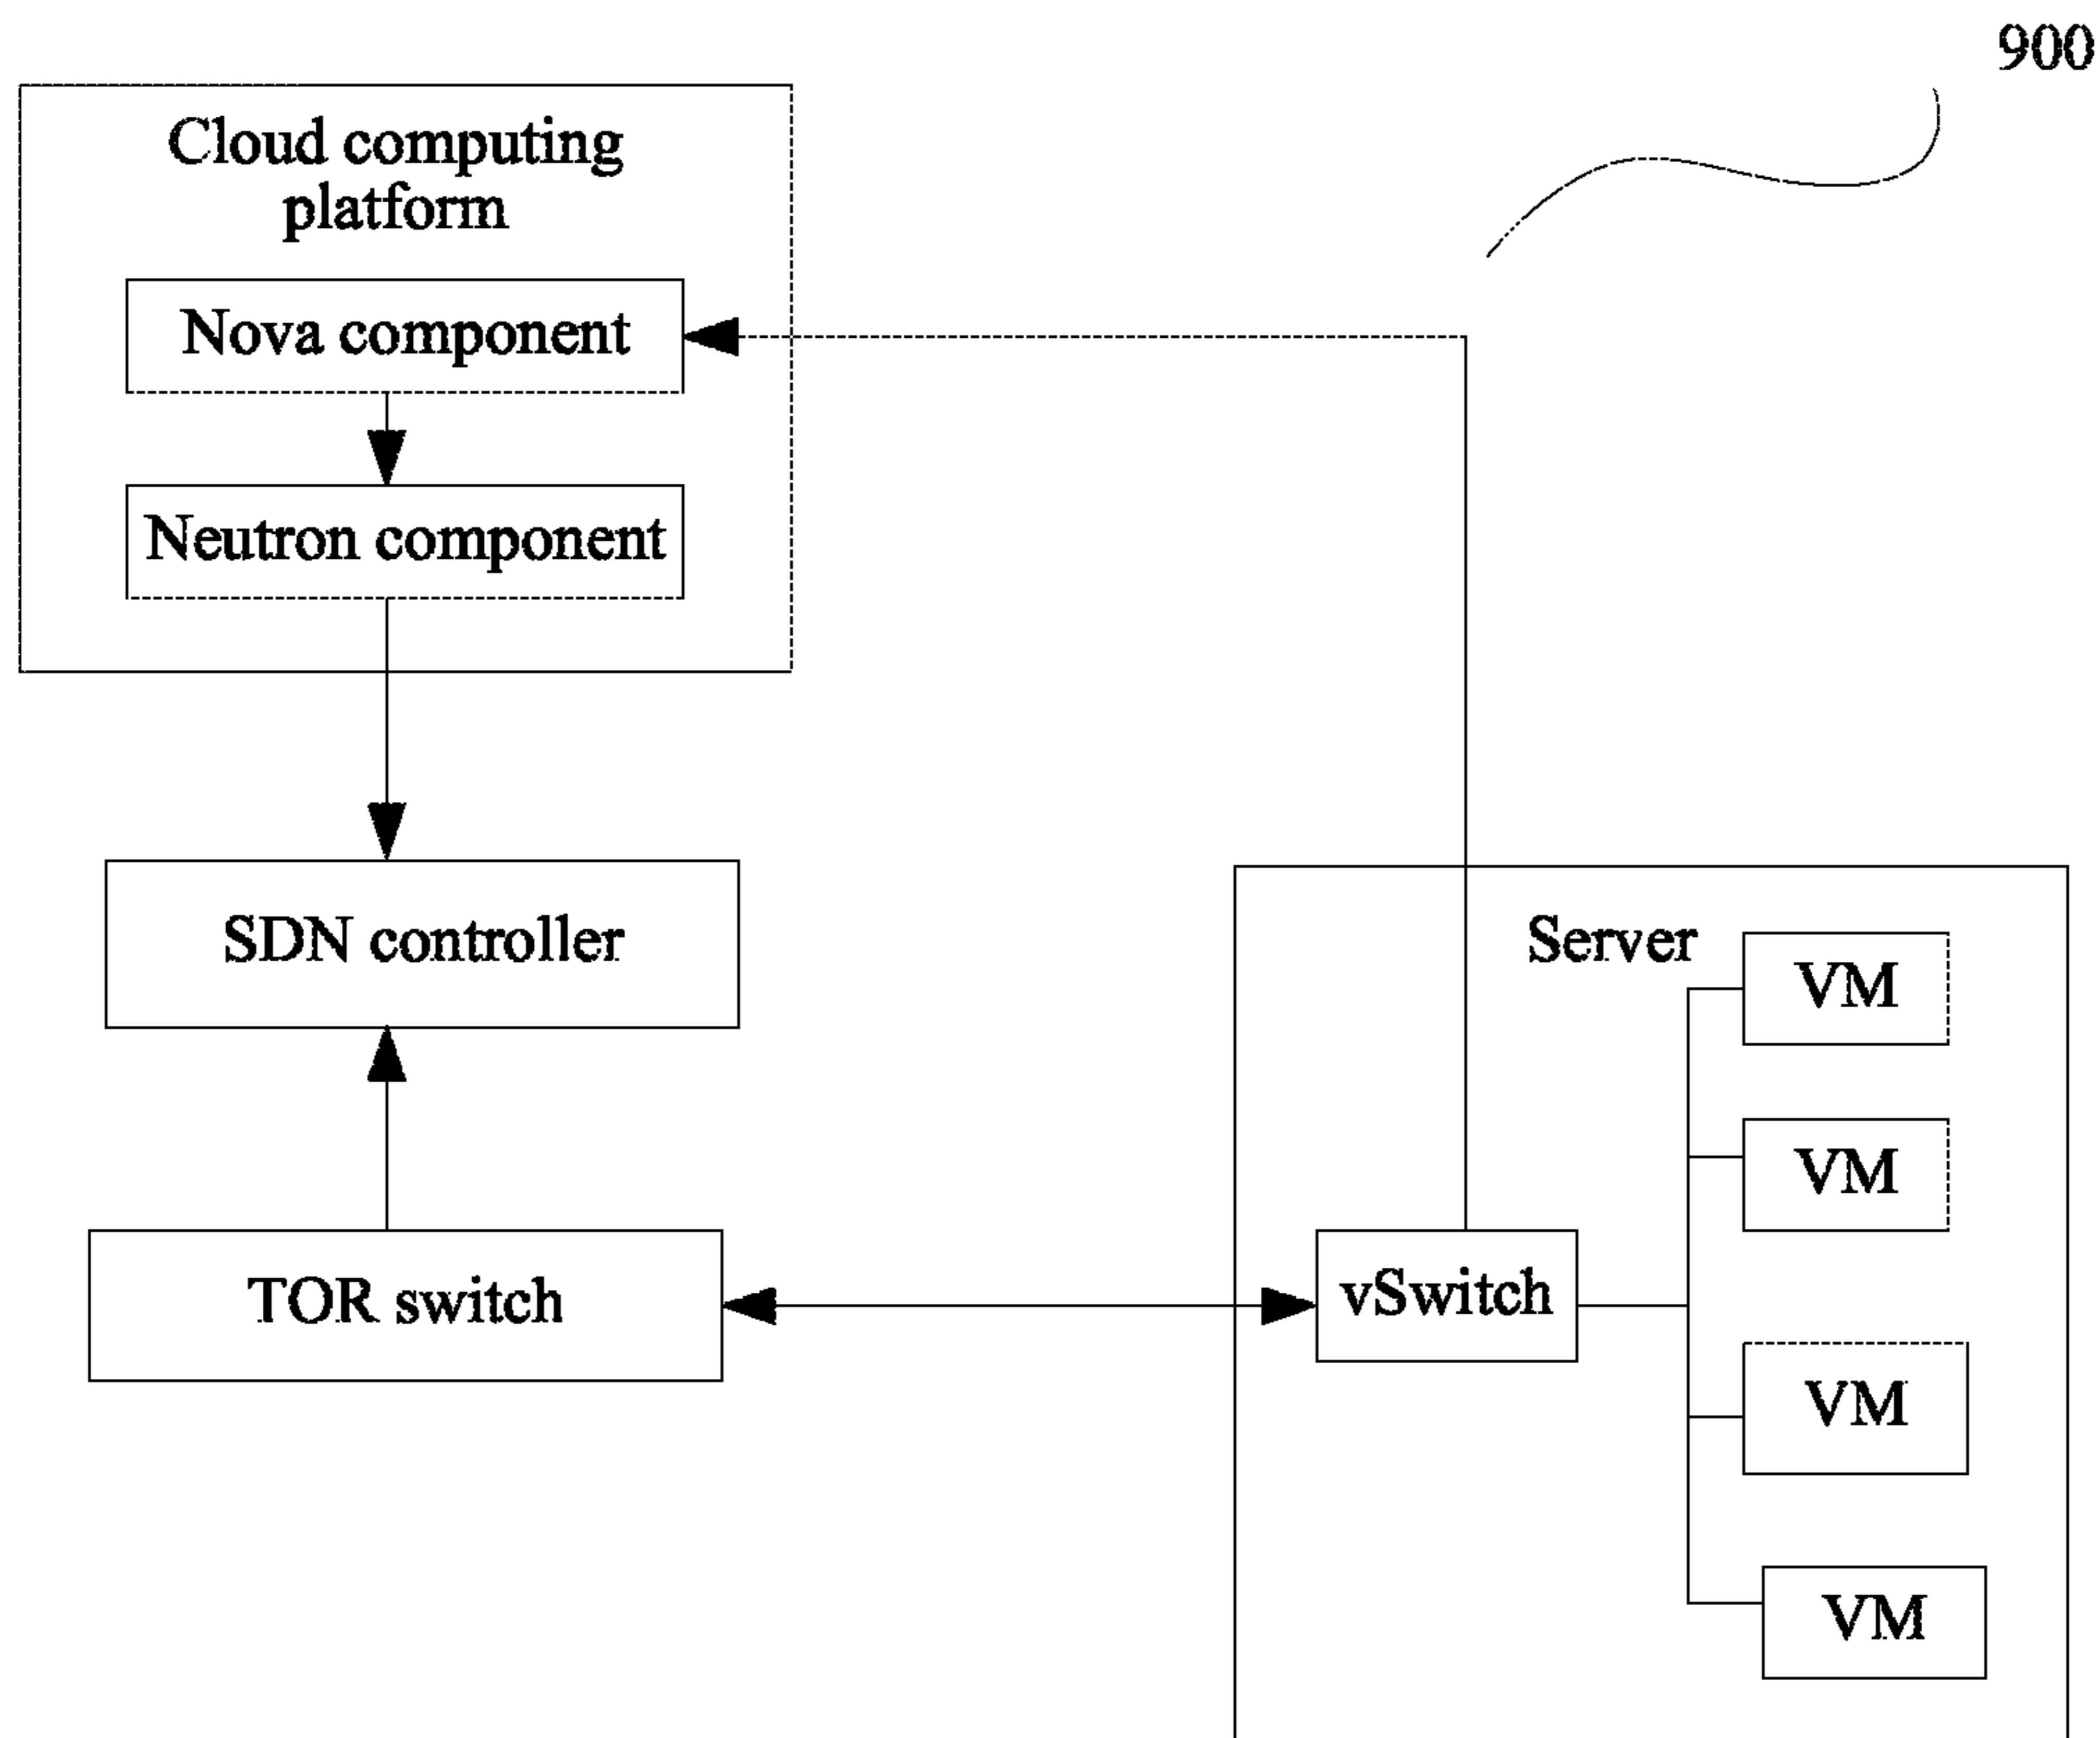 900
Cloud computing
platform
Nova component
Neutron component
SDN controller
Server
VM
VM
TOR switch
vSwitch
VM
VM